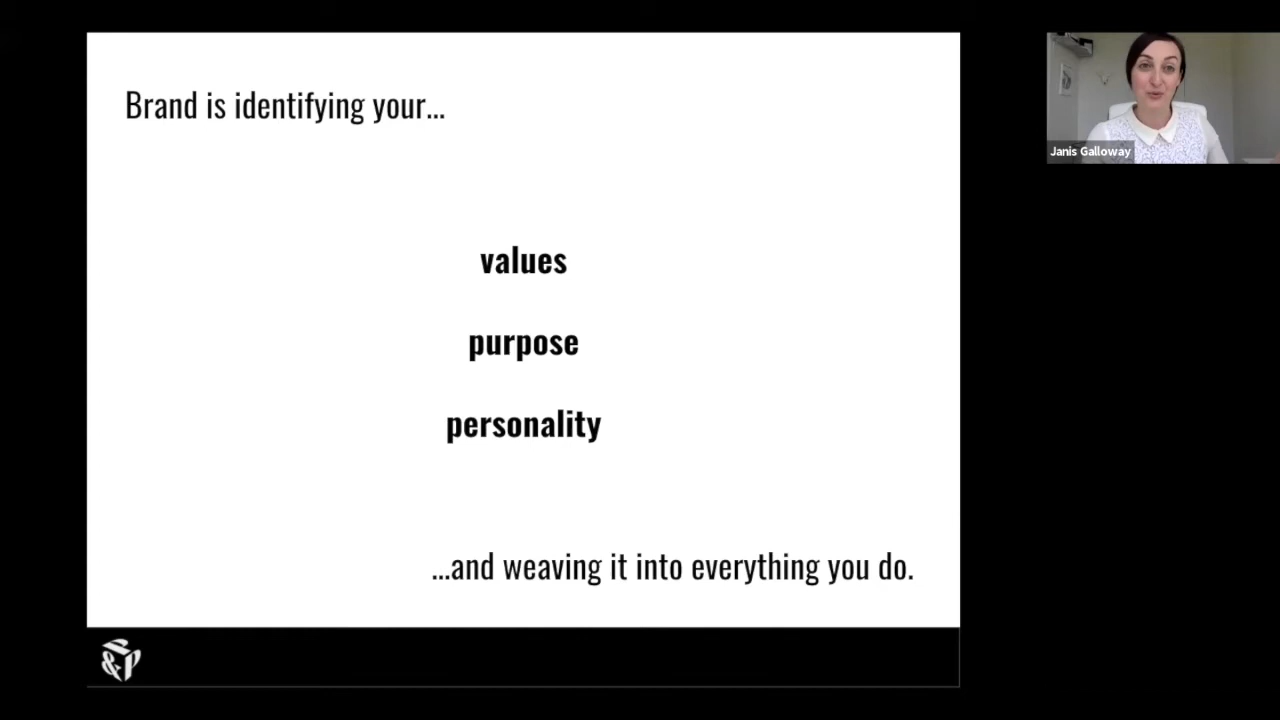 Brand is identifying your...
values
purpose
personality
...and weaving it into everything you do.
Janis Galloway
S&P